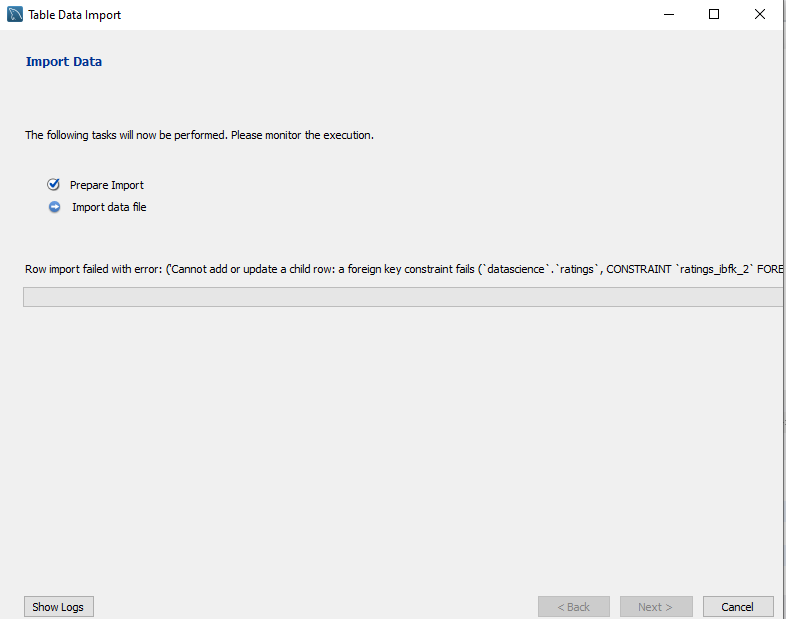 Table Data Import
Import Data
The following tasks will now be performed. Please monitor the execution.
Prepare Import
Import data file
Row import failed with error: ('Cannot add or update a child row: a foreign key constraint fails (`datascience`.`ratings`, CONSTRAINT `ratings_ibfk_2` FORE
Show Logs
< Back
Next >
Cancel